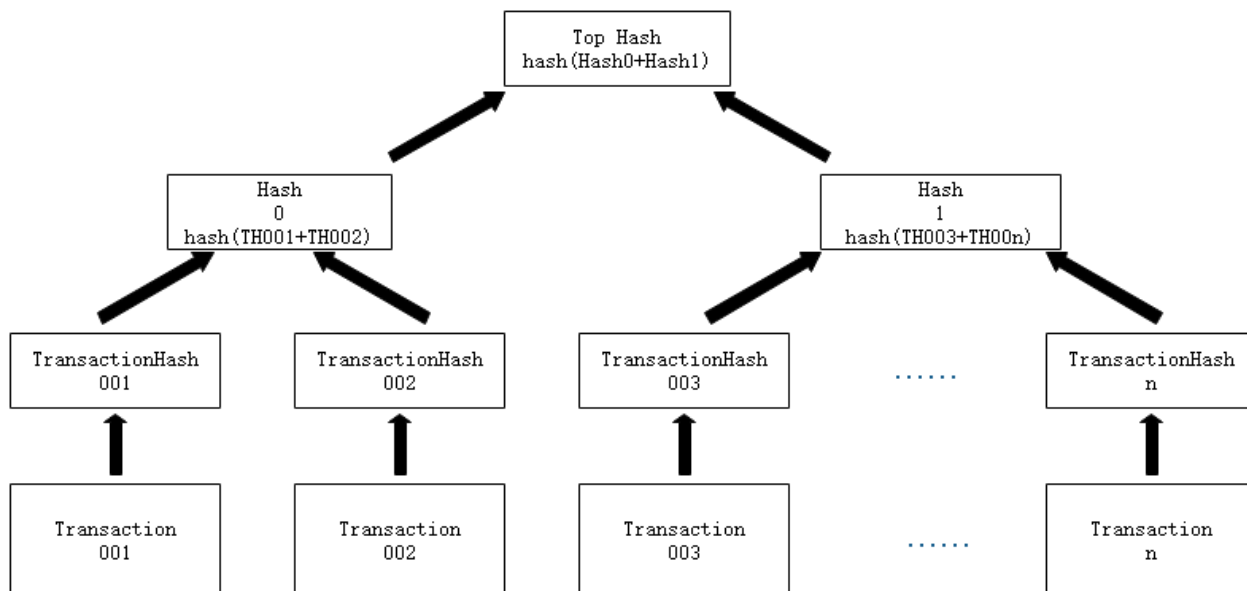 Top Hash
hash(Hash0+Hash1)
Hash
0
hash(TH001+TH002)
Hash
1
hash(TH003+TH00n)
TransactionHash
001
TransactionHash
002
TransactionHash
003
......
TransactionHash
n
Transaction
001
Transaction
002
Transaction
003
......
Transaction
n